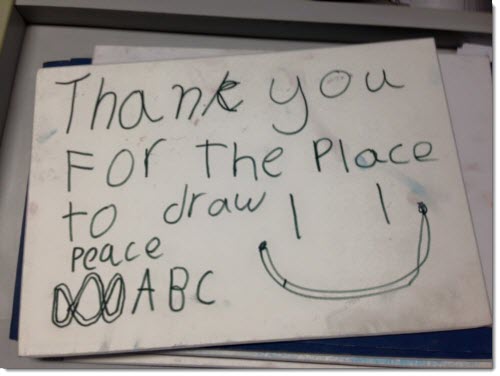 Thank you
For the Place
to draw
Peace
ABC